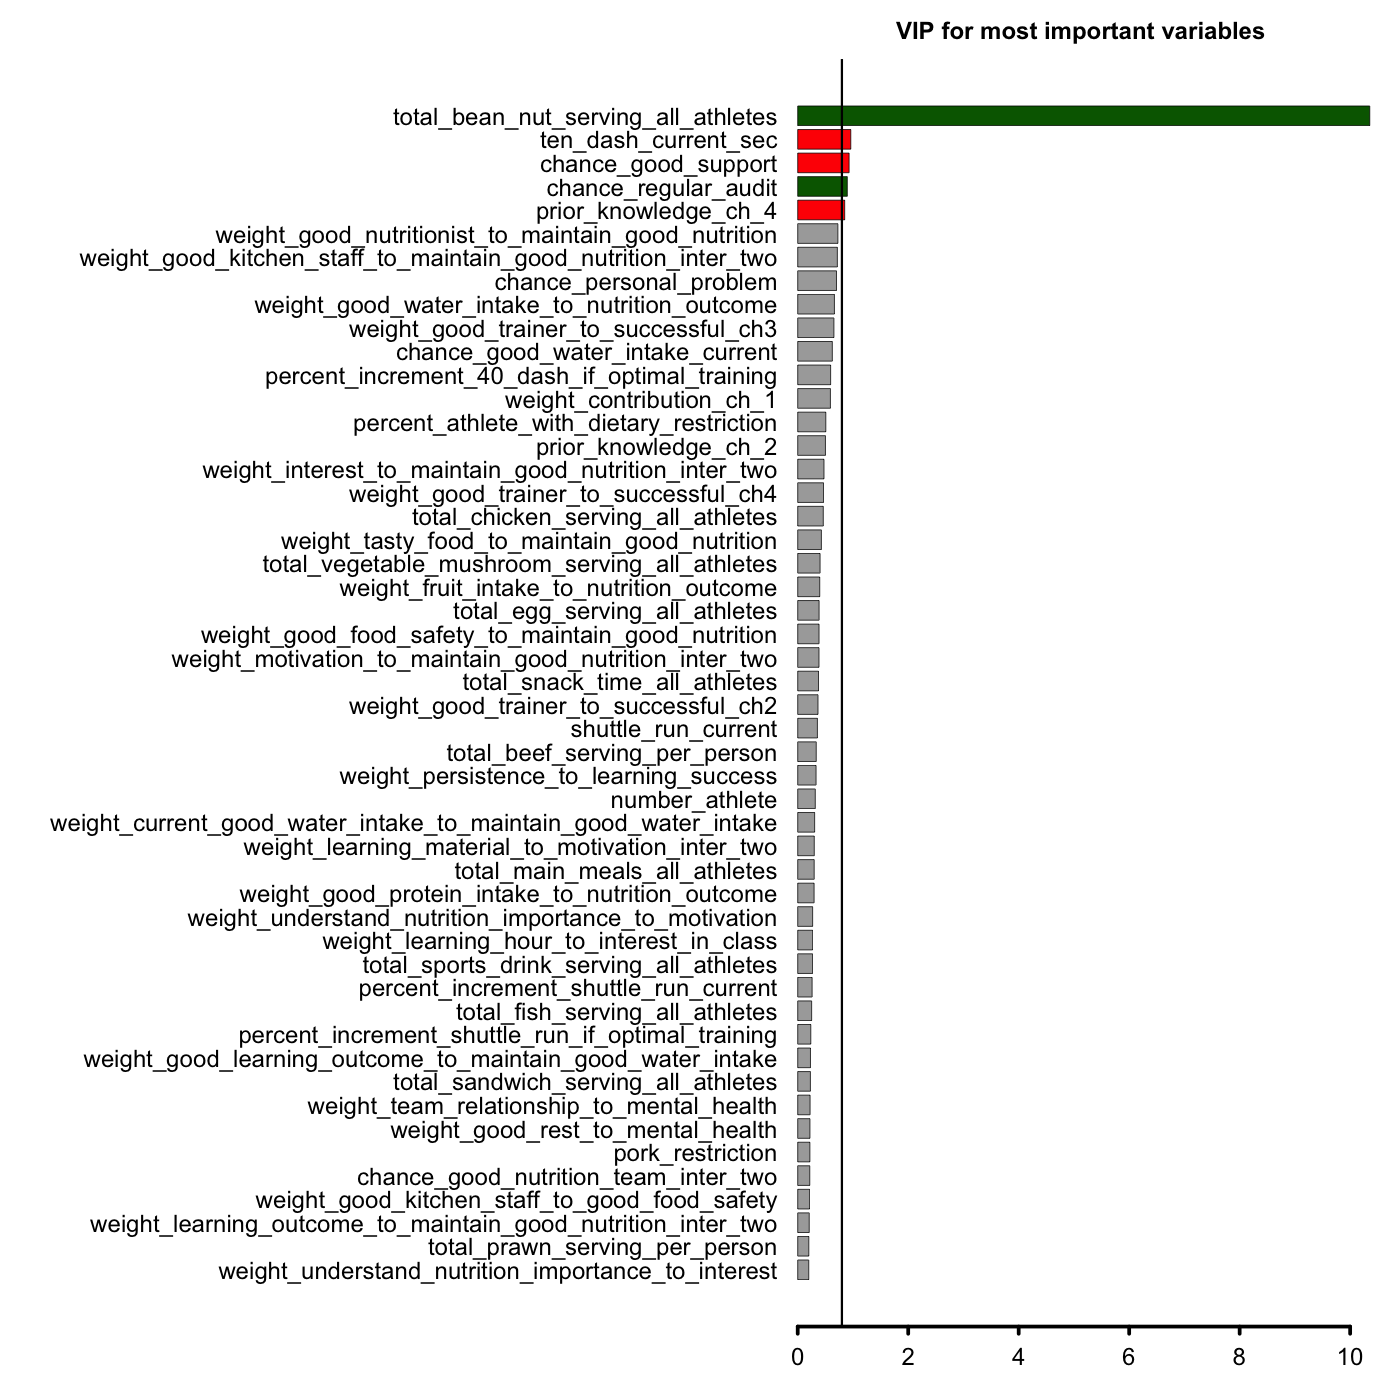 VIP for most important variables
total_bean_nut_serving_all_athletes
ten_dash_current_sec
chance_good_support
chance_regular_audit
prior_knowledge_ch_4
weight_good_nutritionist_to_maintain_good_nutrition
weight_good_kitchen_staff_to_maintain_good_nutrition_inter_two
chance_personal_problem
weight_good_water_intake_to_nutrition_outcome
weight_good_trainer_to_successful_ch3
chance_good_water_intake_current
percent_increment_40_dash_if_optimal_training
weight_contribution_ch_1
percent_athlete_with_dietary_restriction
prior_knowledge_ch_2
weight_interest_to_maintain_good_nutrition_inter_two
weight_good_trainer_to_successful_ch4
total_chicken_serving_all_athletes
weight_tasty_food_to_maintain_good_nutrition
total_vegetable_mushroom_serving_all_athletes
weight_fruit_intake_to_nutrition_outcome
total_egg_serving_all_athletes
weight_good_food_safety_to_maintain_good_nutrition
weight_motivation_to_maintain_good_nutrition_inter_two
total_snack_time_all_athletes
weight_good_trainer_to_successful_ch2
shuttle_run_current
total_beef_serving_per_person
weight_persistence_to_learning_success
number_athlete
weight_current_good_water_intake_to_maintain_good_water_intake
weight_learning_material_to_motivation_inter_two
total_main_meals_all_athletes
weight_good_protein_intake_to_nutrition_outcome
weight_understand_nutrition_importance_to_motivation
weight_learning_hour_to_interest_in_class
total_sports_drink_serving_all_athletes
percent_increment_shuttle_run_current
total_fish_serving_all_athletes
percent_increment_shuttle_run_if_optimal_training
weight_good_learning_outcome_to_maintain_good_water_intake
total_sandwich_serving_all_athletes
weight_team_relationship_to_mental_health
weight_good_rest_to_mental_health
pork_restriction
chance_good_nutrition_team_inter_two
weight_good_kitchen_staff_to_good_food_safety
weight_learning_outcome_to_maintain_good_nutrition_inter_two
total_prawn_serving_per_person
weight_understand_nutrition_importance_to_interest
0 2 4 6 8 10